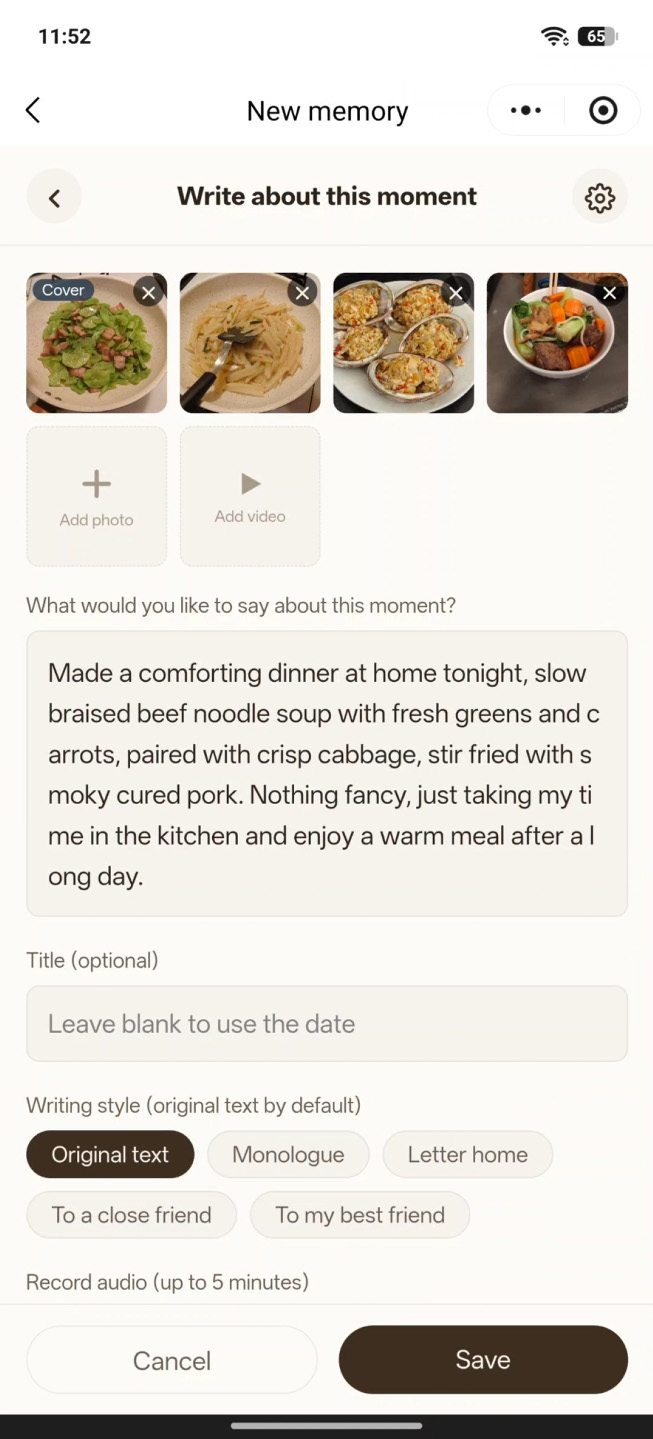 11:52
65
New memory
Write about this moment
Cover
Add photo
Add video
What would you like to say about this moment?
Made a comforting dinner at home tonight, slow
braised beef noodle soup with fresh greens and c
arrots, paired with crisp cabbage, stir fried with s
moky cured pork. Nothing fancy, just taking my ti
me in the kitchen and enjoy a warm meal after a l
ong day.
Title (optional)
Leave blank to use the date
Writing style (original text by default)
Original text
Monologue
Letter home
To a close friend
To my best friend
Record audio (up to 5 minutes)
Cancel
Save